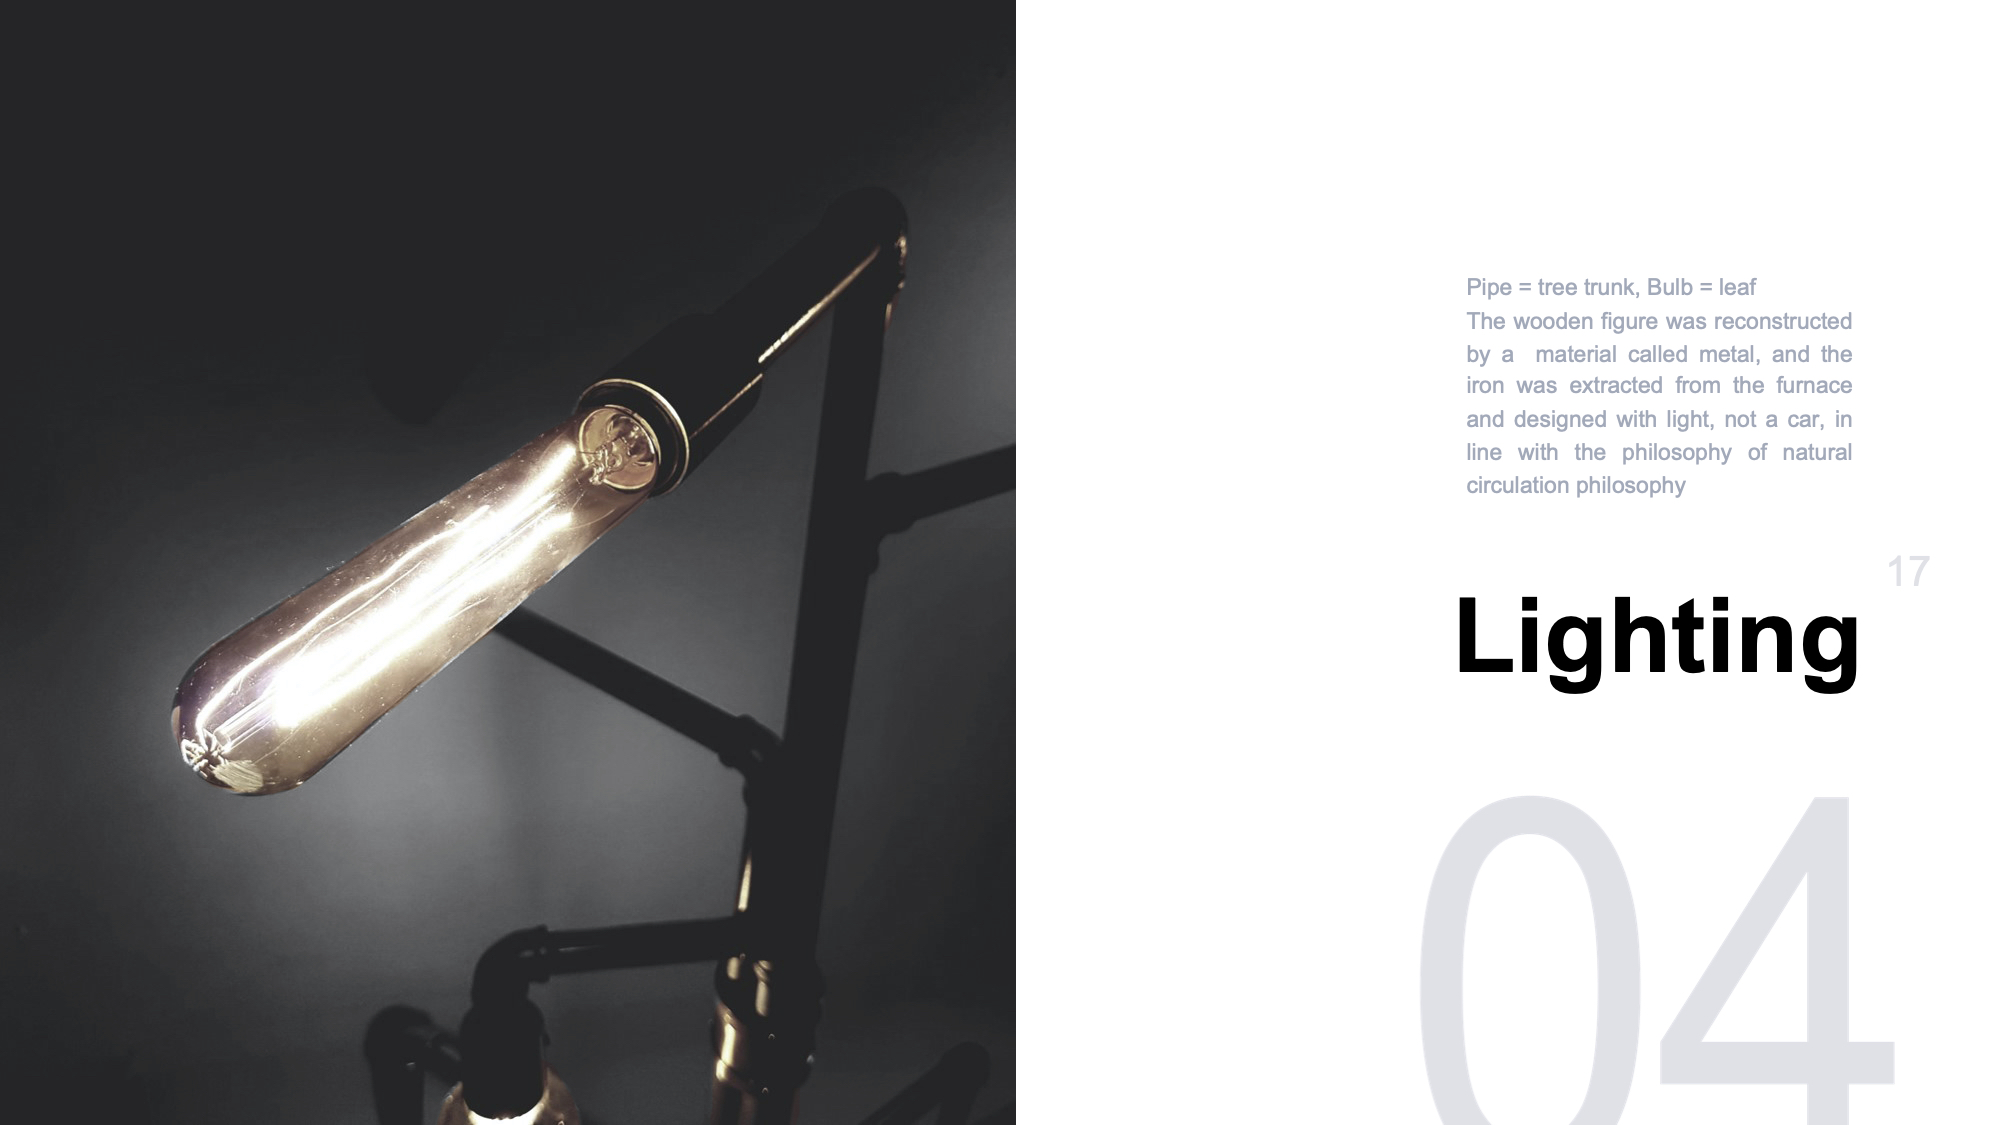 Pipe = tree trunk, Bulb = leaf
The wooden figure was reconstructed
by a  material called metal, and the
iron was extracted from the furnace
and designed with light, not a car, in
line with the philosophy of natural
circulation philosophy
17
Lighting
04